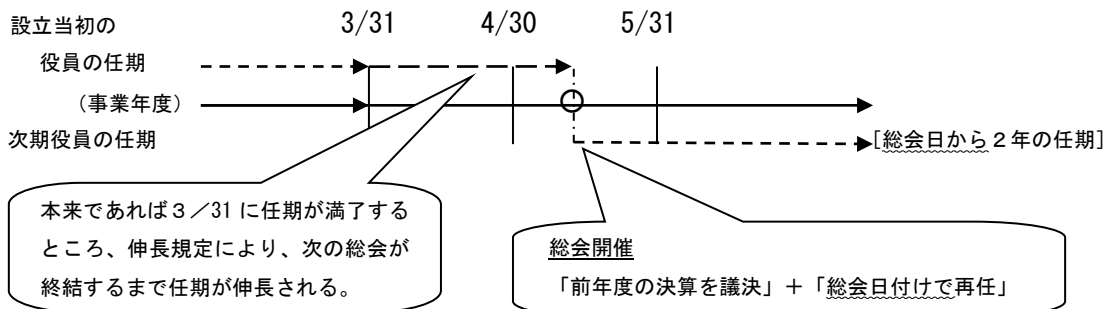 設立当初の 3/31 4/30 5/31
役員の任期
(事業年度)
次期役員の任期 [総会日から2年の任期]
本来であれば3/31に任期が満了する
ところ、伸長規定により、次の総会が
終結するまで任期が伸長される。
総会開催
「前年度の決算を議決」+「総会日付けで再任」